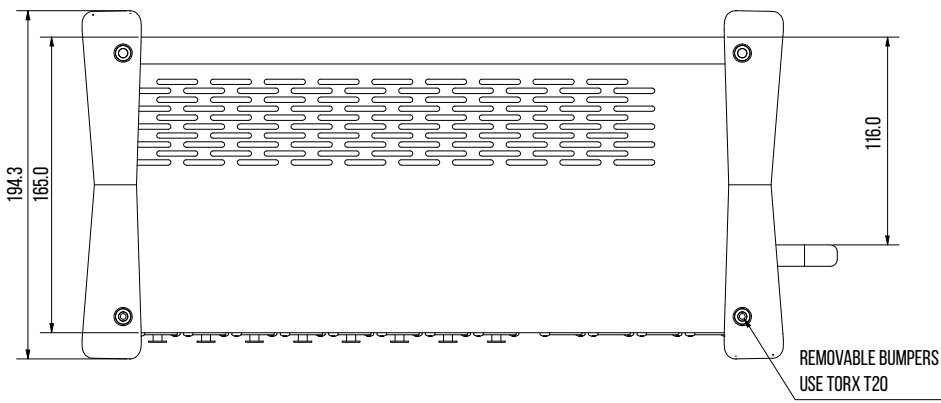 194.3
165.0
116.0
REMOVABLE BUMPERS
USE TORX T20